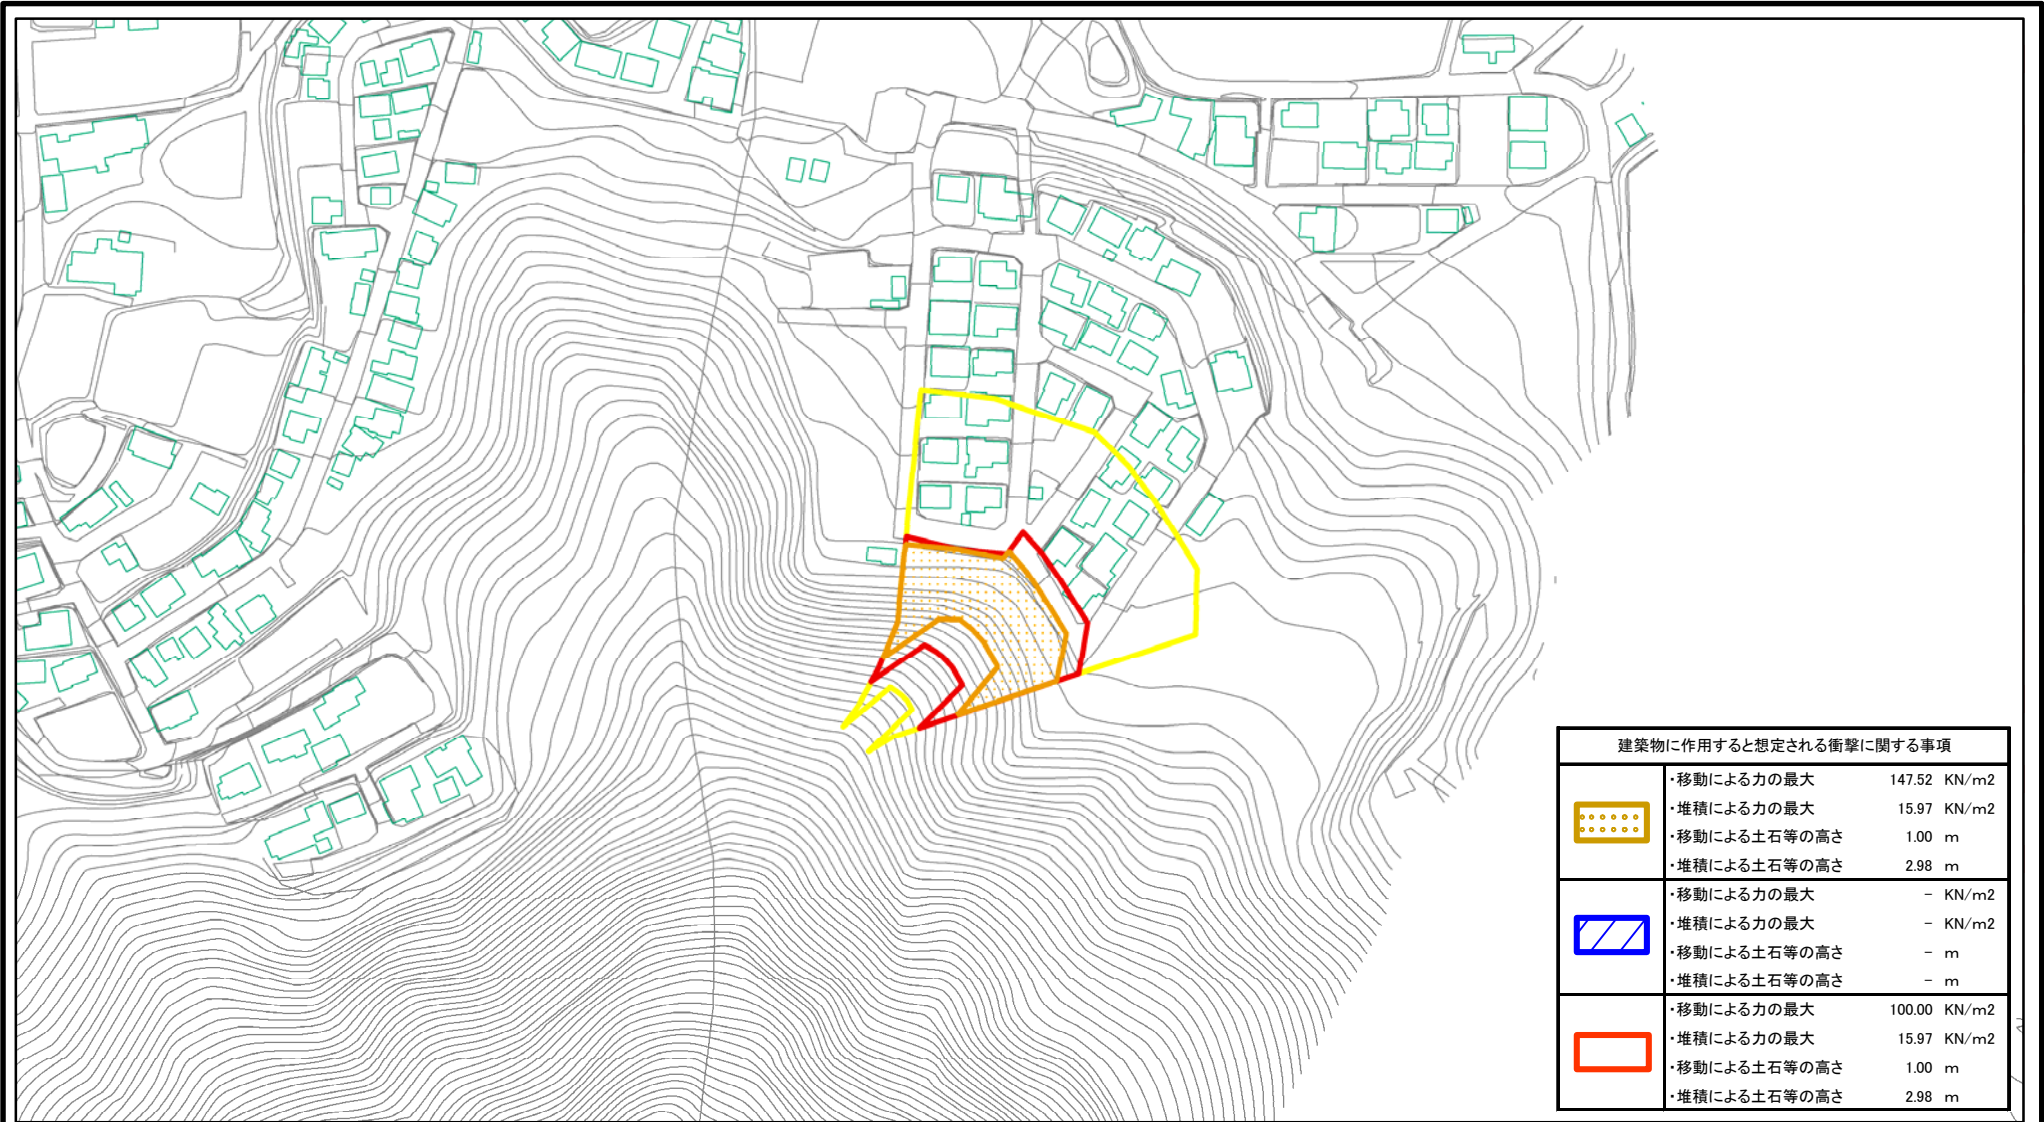 建築物に作用すると想定される衝撃に関する事項
・移動による力の最大 147.52 KN/m2
・堆積による力の最大 15.97 KN/m2
・移動による土石等の高さ 1.00 m
・堆積による土石等の高さ 2.98 m
・移動による力の最大 － KN/m2
・堆積による力の最大 － KN/m2
・移動による土石等の高さ － m
・堆積による土石等の高さ － m
・移動による力の最大 100.00 KN/m2
・堆積による力の最大 15.97 KN/m2
・移動による土石等の高さ 1.00 m
・堆積による土石等の高さ 2.98 m